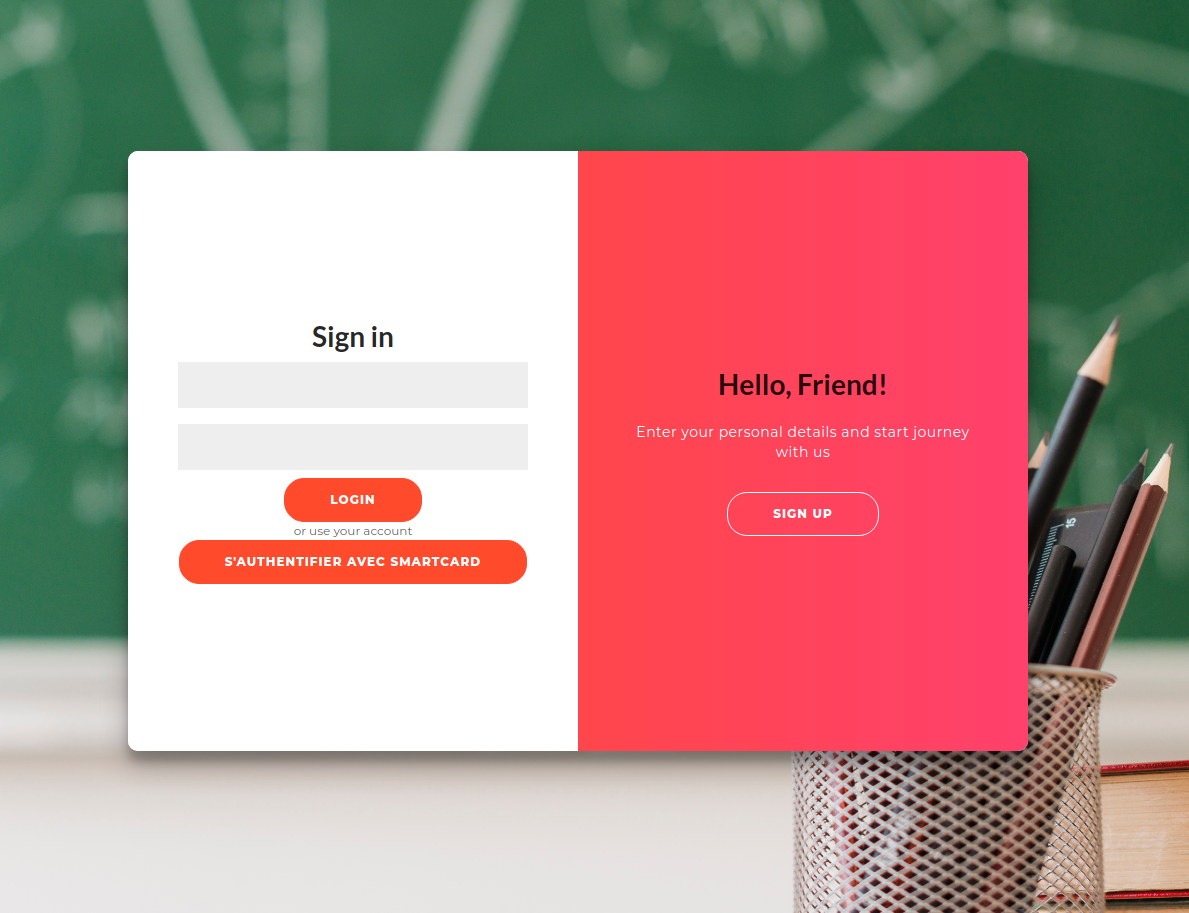 Sign in
LOGIN
or use your account
S'AUTHENTIFIER AVEC SMARTCARD
Hello, Friend!
Enter your personal details and start journey
with us
SIGN UP
15